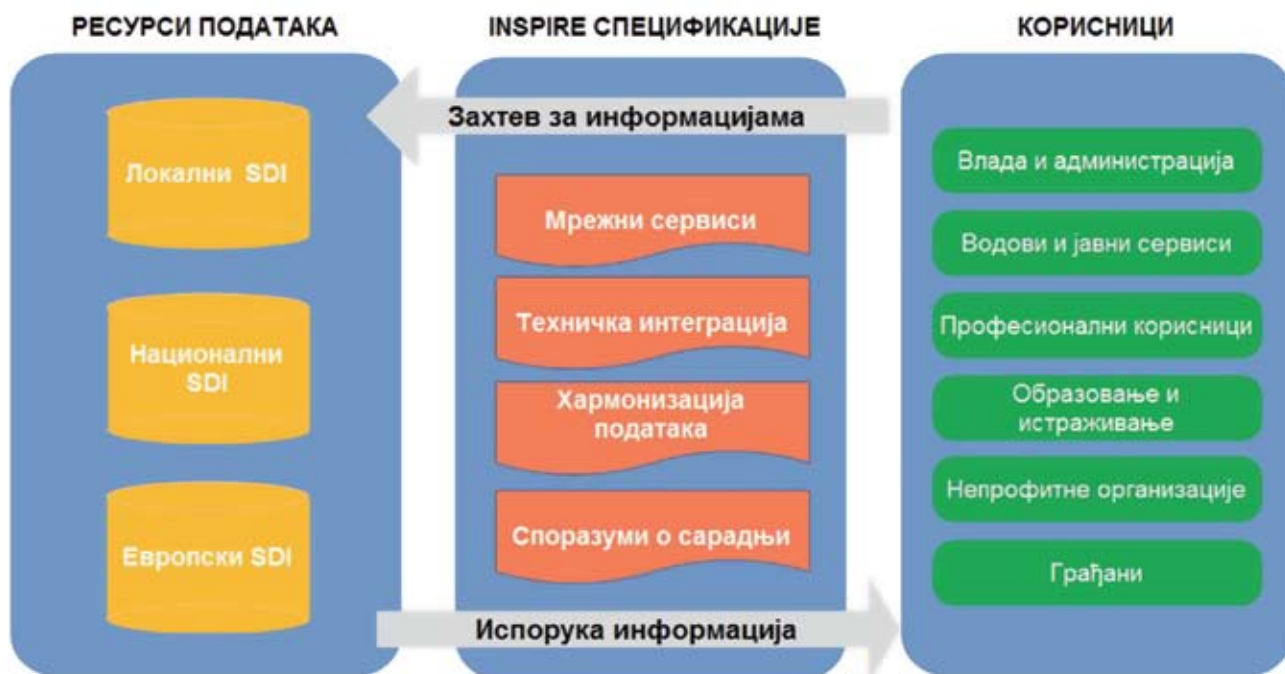 РЕСУРСИ ПОДАТАКА
Локални SDI
Национални
SDI
Европски SDI
INSPIRE СПЕЦИФИКАЦИЈЕ
Захтев за информацијама
Мрежни сервиси
Техничка интеграција
Хармонизација
података
Споразуми о сарадњи
Испорука информација
КОРИСНИЦИ
Влада и администрација
Водови и јавни сервиси
Професионални корисници
Образовање и
истраживање
Непрофитне организације
Грађани